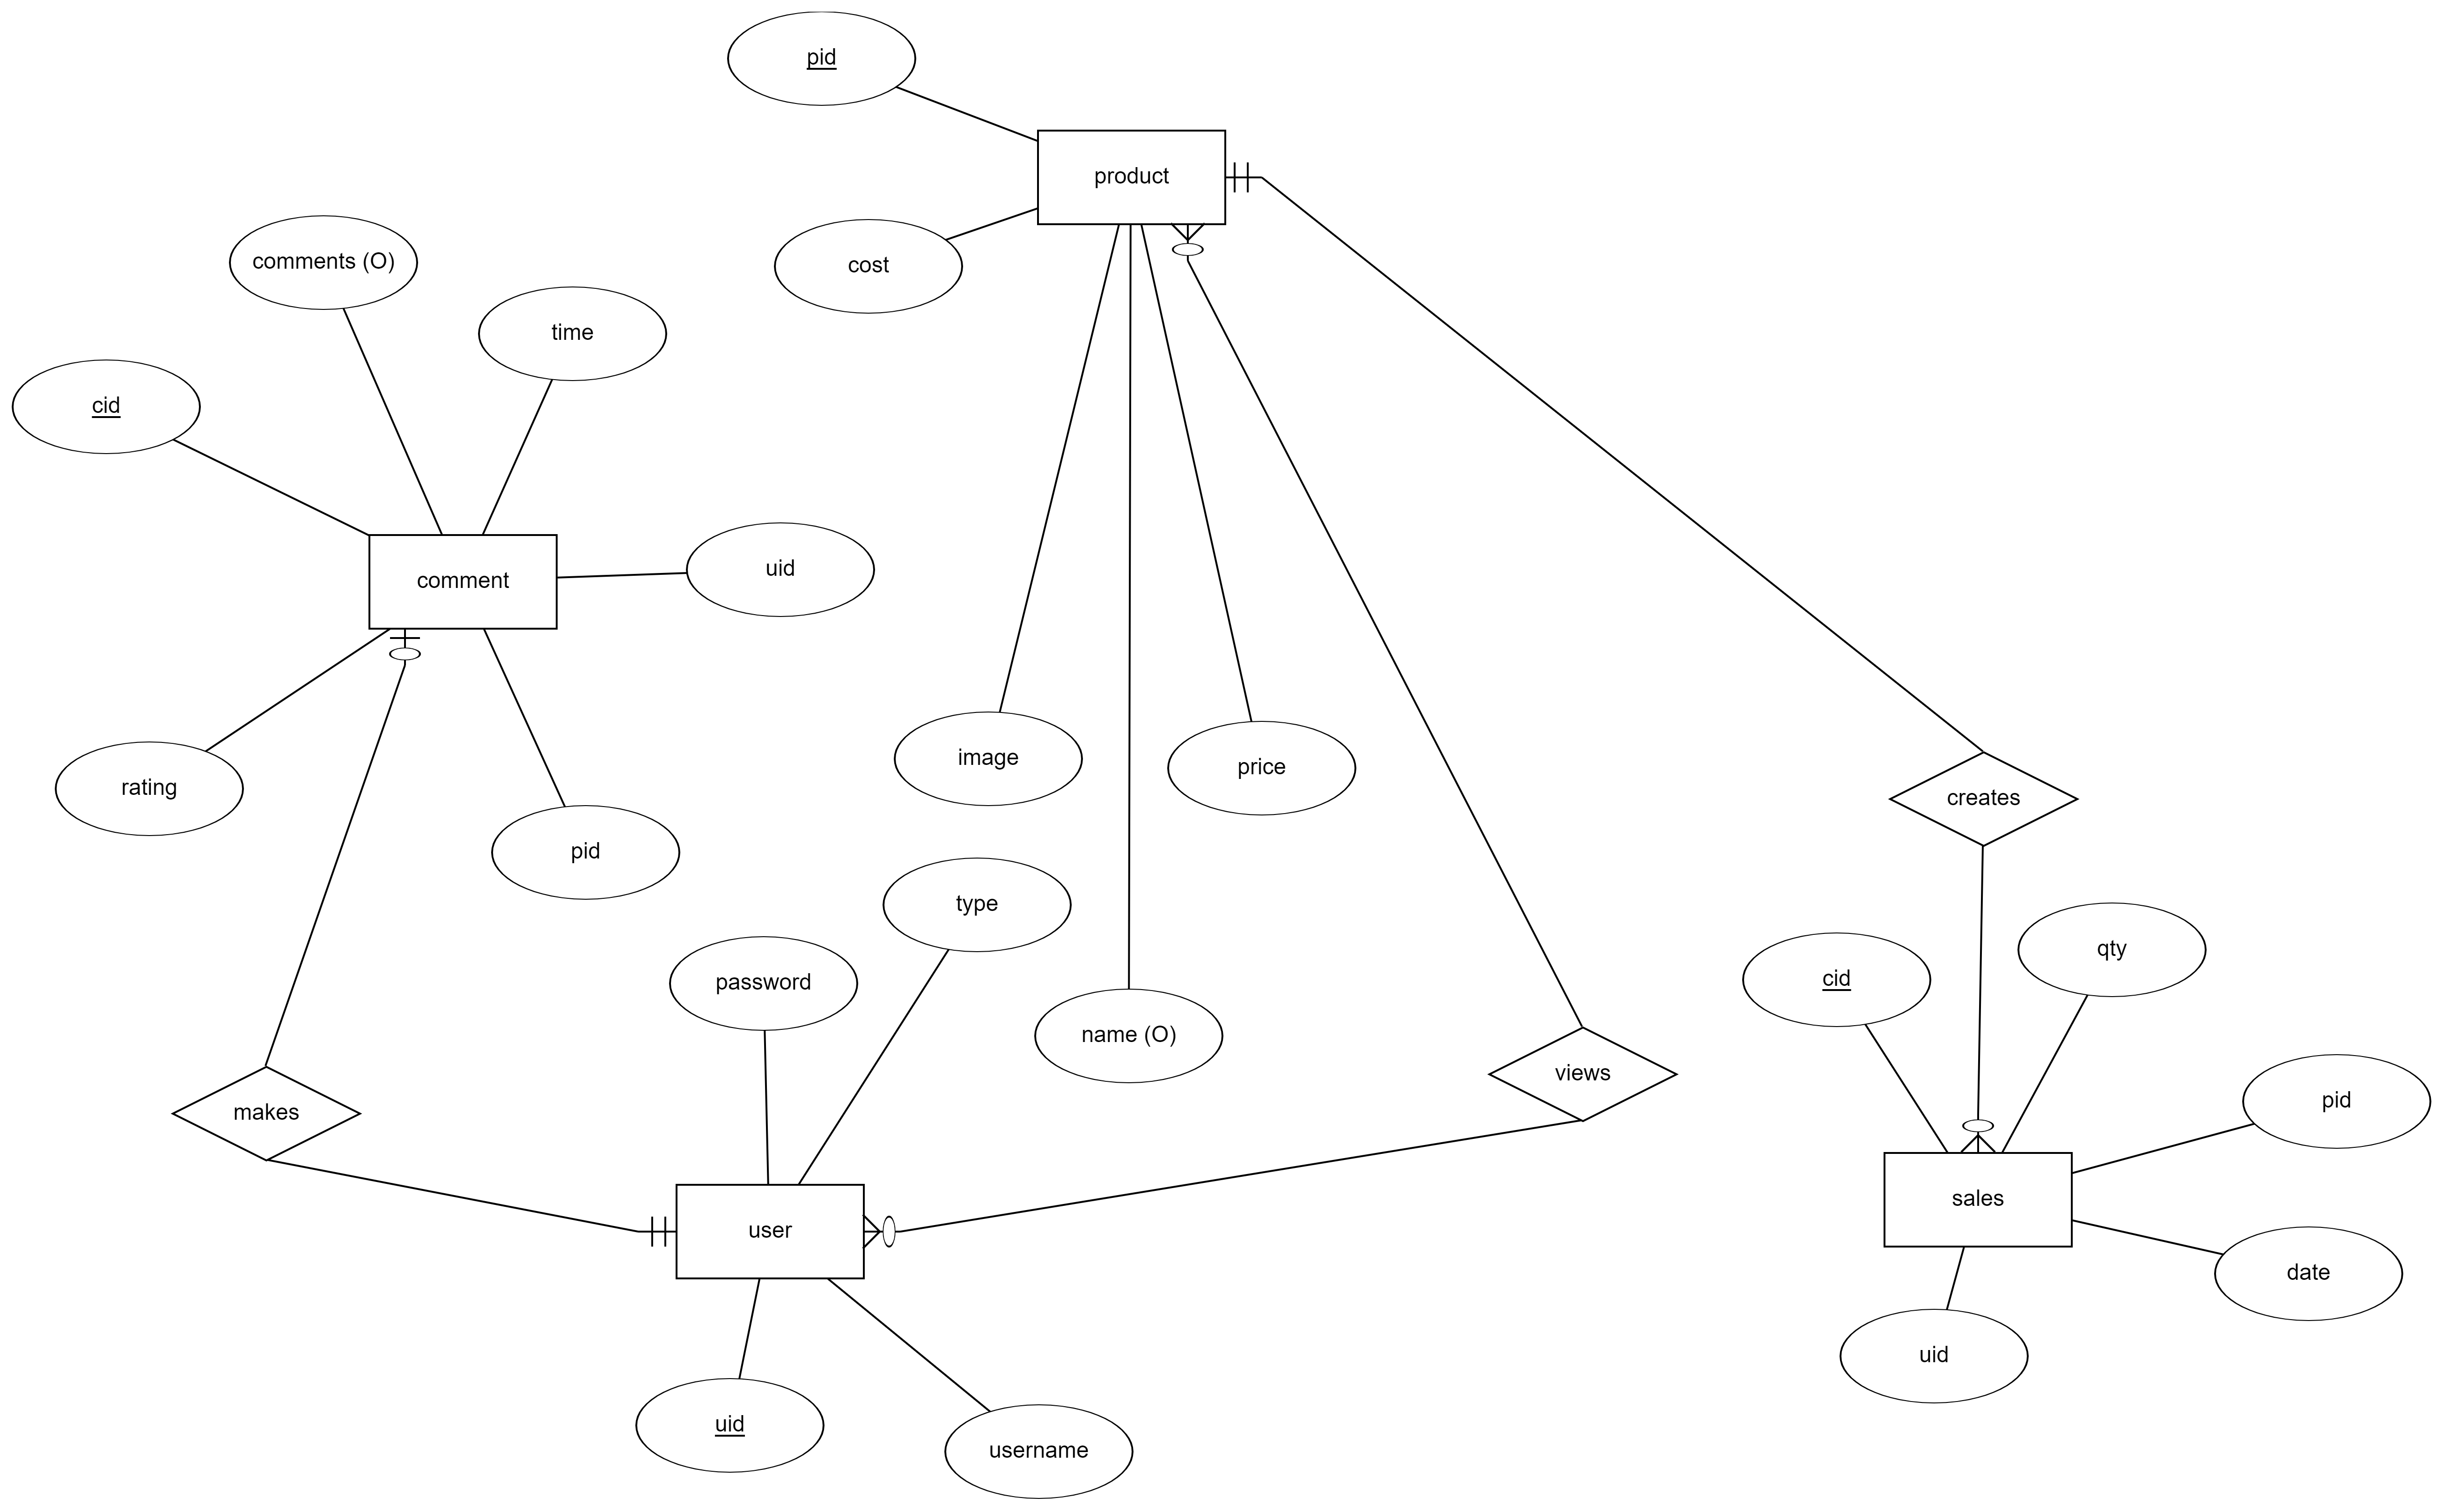 pid
product
cost
comments (O)
time
cid
comment
uid
rating
pid
image
price
creates
type
password
name (O)
views
cid
qty
pid
makes
user
sales
date
uid
uid
username